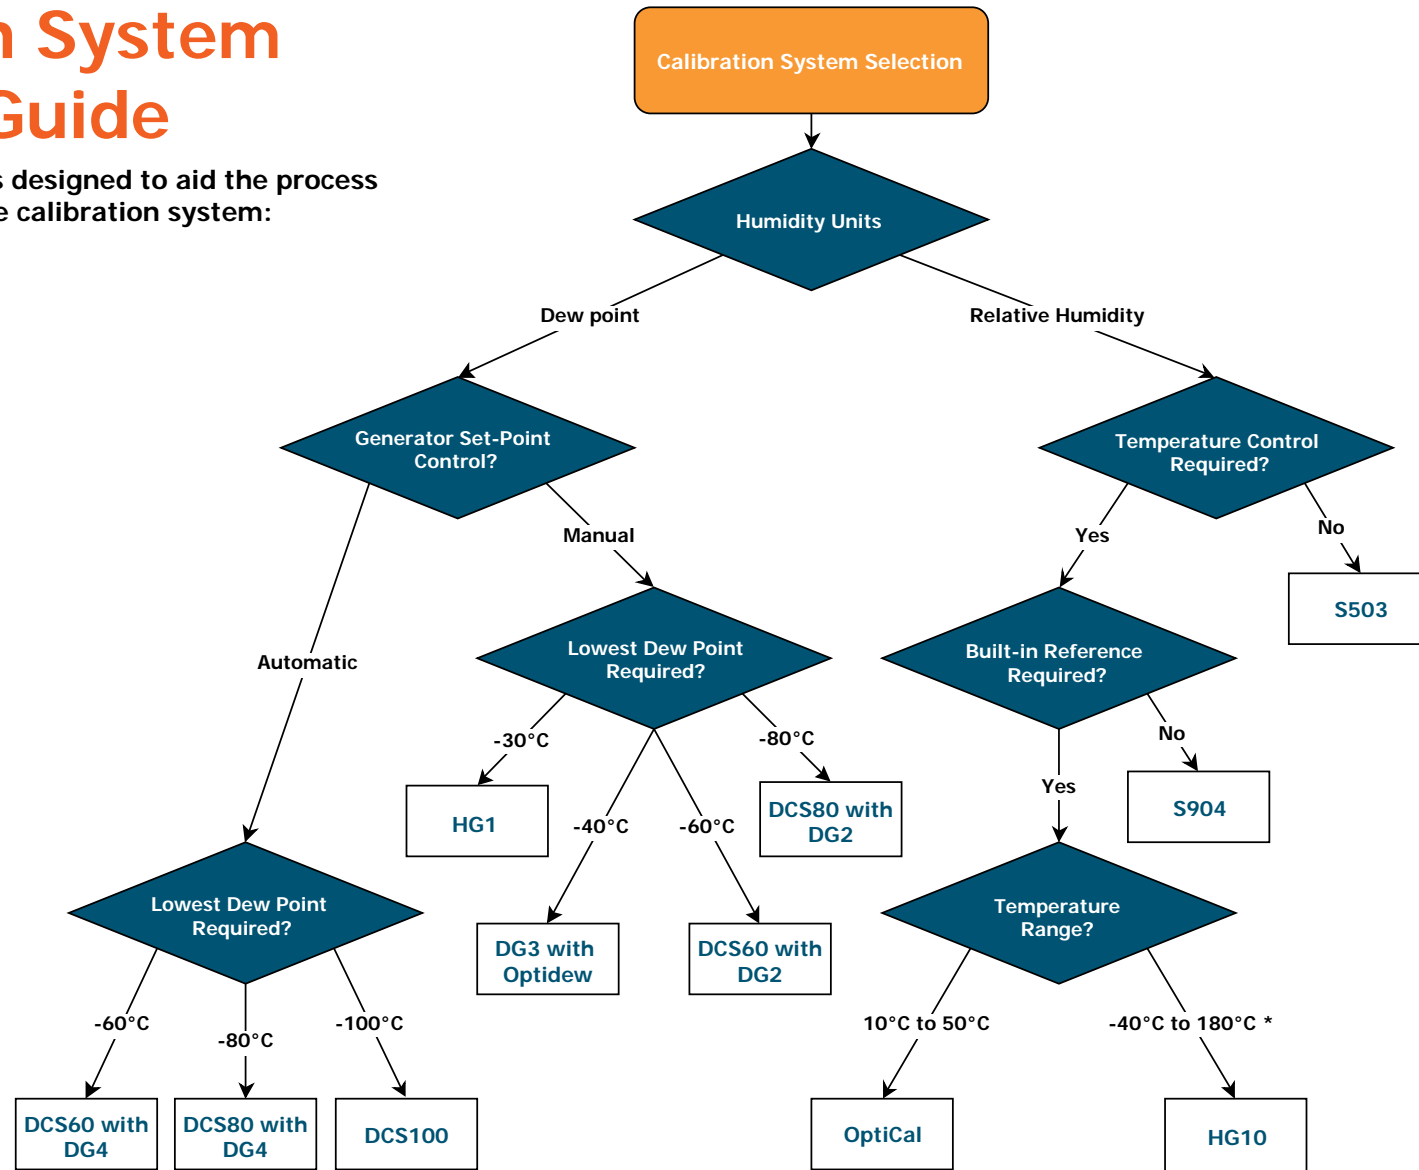 n System
Guide
s designed to aid the process
e calibration system:
Calibration System Selection
Humidity Units
Dew point
Relative Humidity
Generator Set-Point
Control?
Temperature Control
Required?
Manual
Yes
No
S503
Automatic
Lowest Dew Point
Required?
Built-in Reference
Required?
-30°C
-80°C
No
Yes
HG1
-40°C
-60°C
DCS80 with
DG2
S904
Lowest Dew Point
Required?
DG3 with
Optidew
DCS60 with
DG2
Temperature
Range?
-60°C
-80°C
-100°C
10°C to 50°C
-40°C to 180°C *
DCS60 with
DG4
DCS80 with
DG4
DCS100
OptiCal
HG10